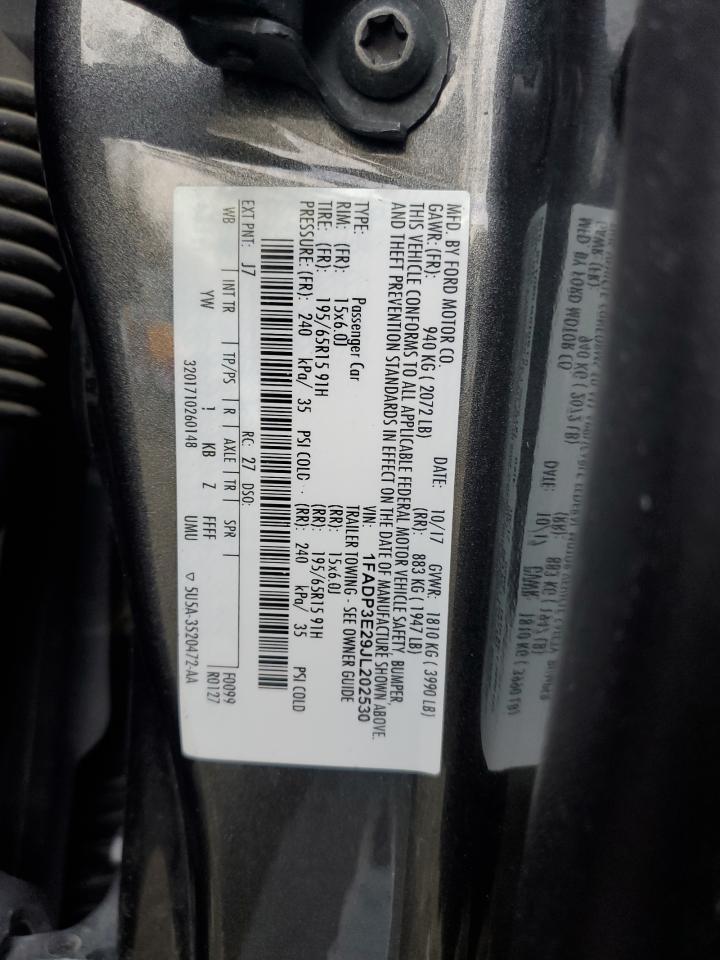 MFD. BY FORD MOTOR CO.
DATE: 10/17 GVWR: 1810 KG ( 3990 LB)
GAWR: (FR): 940 KG ( 2072 LB) (RR): 883 KG ( 1947 LB)
THIS VEHICLE CONFORMS TO ALL APPLICABLE FEDERAL MOTOR VEHICLE SAFETY, BUMPER,
AND THEFT PREVENTION STANDARDS IN EFFECT ON THE DATE OF MANUFACTURE SHOWN ABOVE.
VIN: 1FADP3E29JL202530
TYPE: Passenger Car TRAILER TOWING - SEE OWNER GUIDE
RIM: (FR): 15x6.0J (RR): 15x6.0J
TIRE: (FR): 195/65R15 91H (RR): 195/65R15 91H
PRESSURE: (FR): 240 kPa/ 35 PSI COLD (RR): 240 kPa/ 35 PSI COLD
EXT PNT: J7 RC: 27 DSO: F0099
WB INT TR TP/PS R AXLE TR SPR R0127
YW ! KB Z FFFF
3201710260148 UMU ▽ 5U5A-3520472-AA